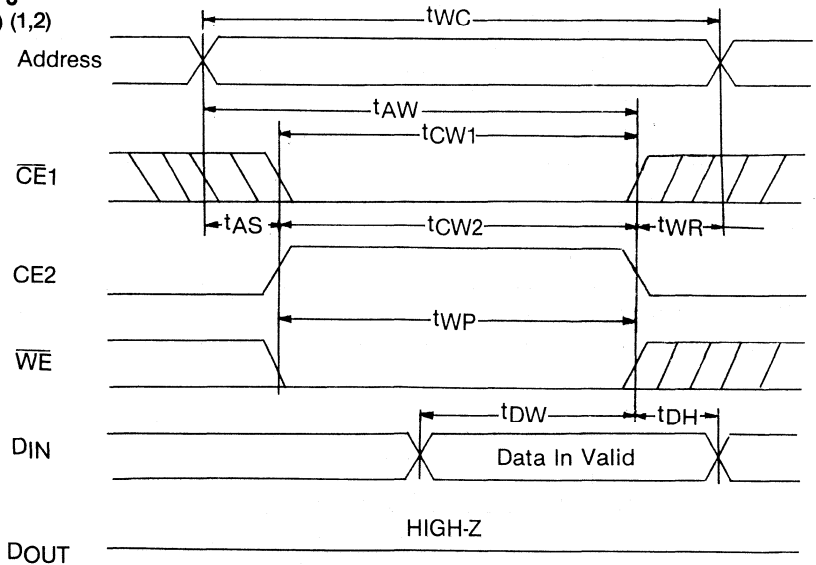 ) (1,2)
tWC
Address
tAW
tCW1
CE1
tAS
tCW2
tWR
CE2
tWP
WE
tDW
tDH
DIN
Data In Valid
HIGH-Z
DOUT